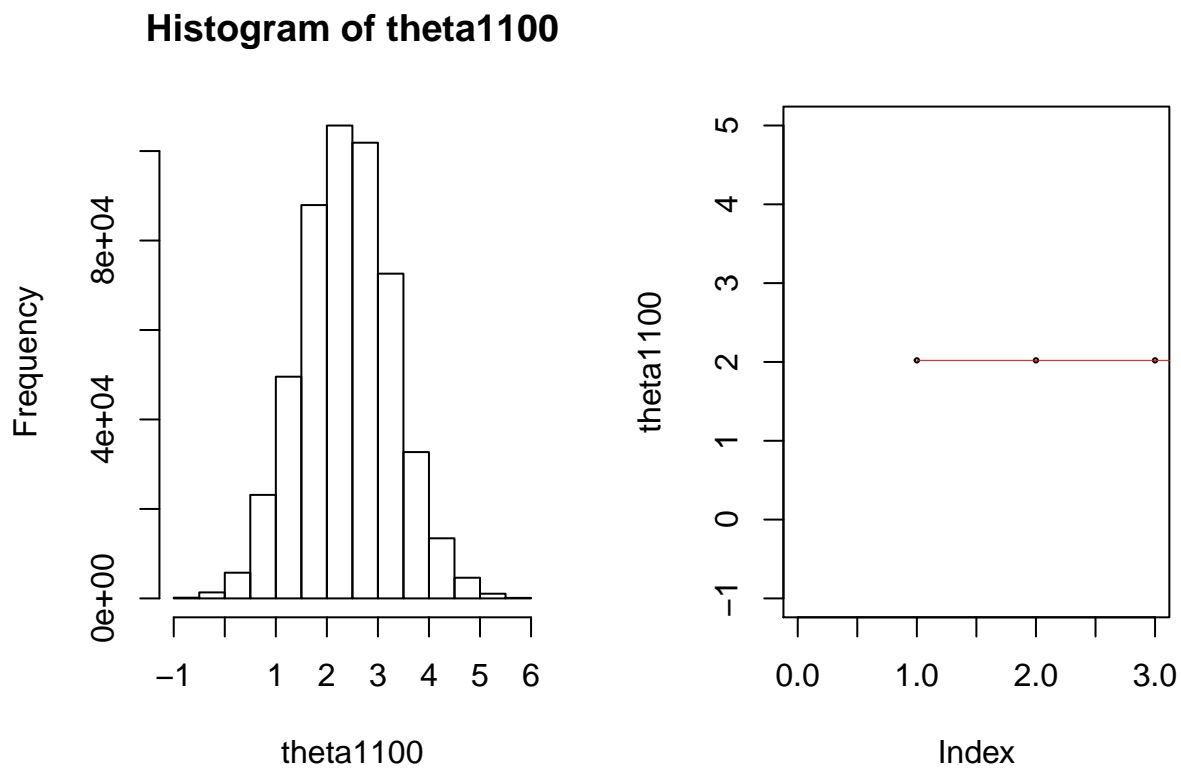 Histogram of theta1100
Frequency
0e+00 4e+04 8e+04
−1 1 2 3 4 5 6
theta1100
theta1100
−1 0 1 2 3 4 5
0.0 1.0 2.0 3.0
Index